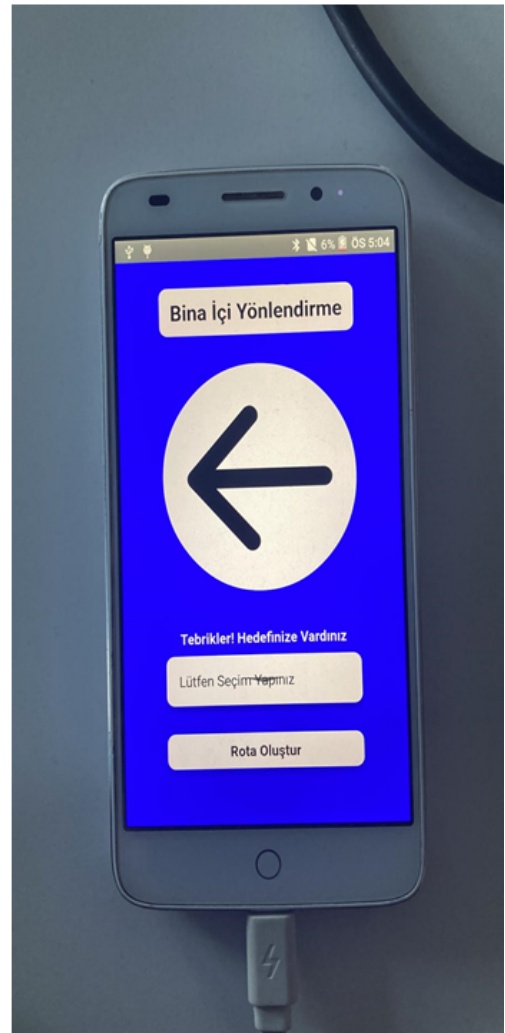 6% ÖS 5:04
Bina İçi Yönlendirme
Tebrikler! Hedefinize Vardınız
Lütfen Seçim Yapınız
Rota Oluştur